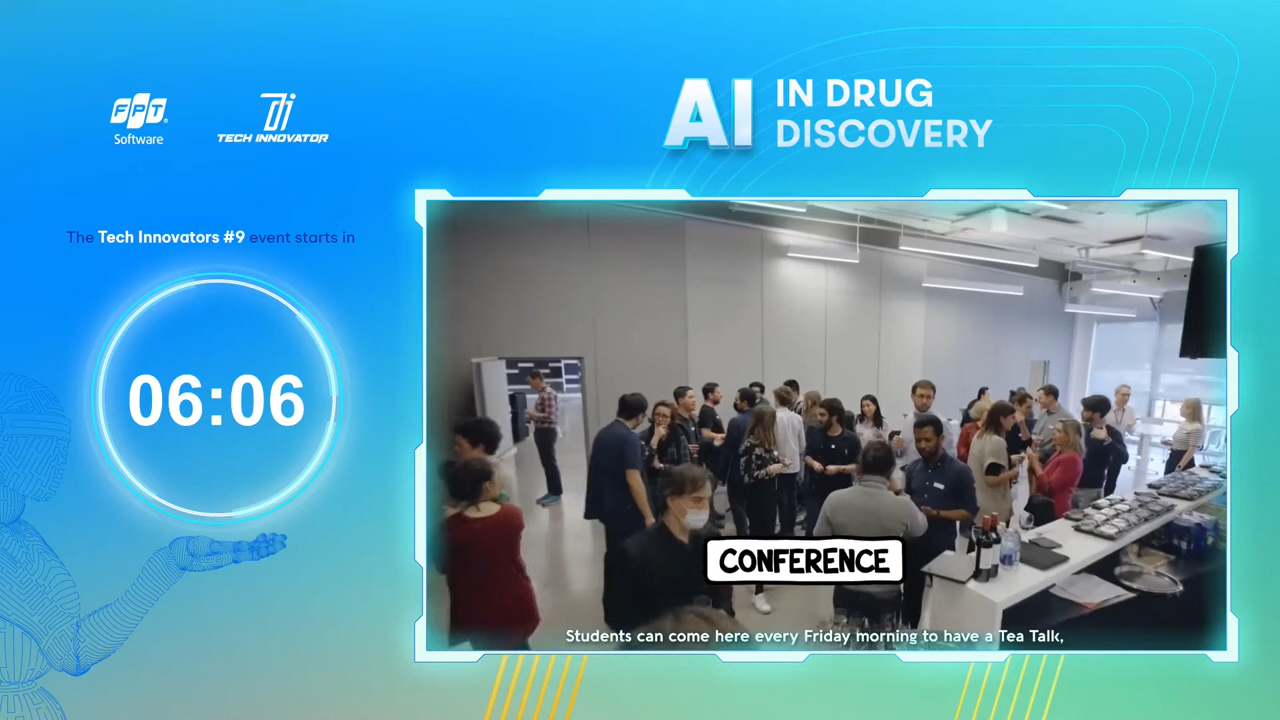 FPT
Software
TECH INNOVATOR
AI IN DRUG
DISCOVERY
The Tech Innovators #9 event starts in
06:06
CONFERENCE
Students can come here every Friday morning to have a Tea Talk,